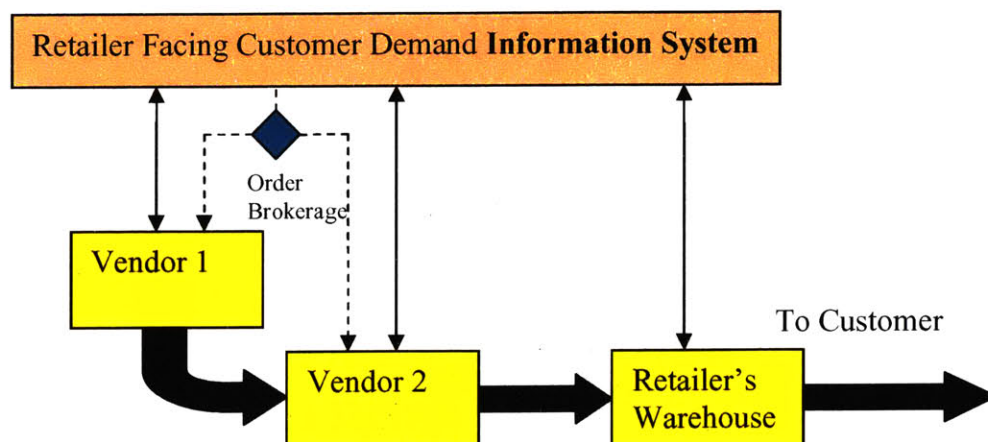 Retailer Facing Customer Demand Information System
Order
Brokerage
Vendor 1
To Customer
Vendor 2
Retailer’s
Warehouse